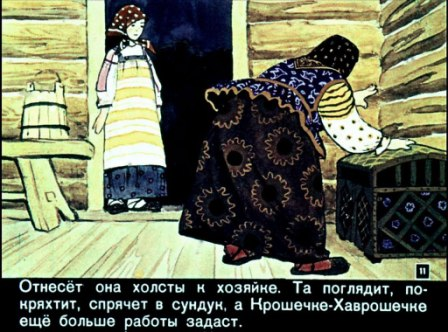 11
Отнесёт она холсты к хозяйке. Та поглядит, по-
кряхтит, спрячет в сундук, а Крошечке-Хаврошечке
ещё больше работы задаст.